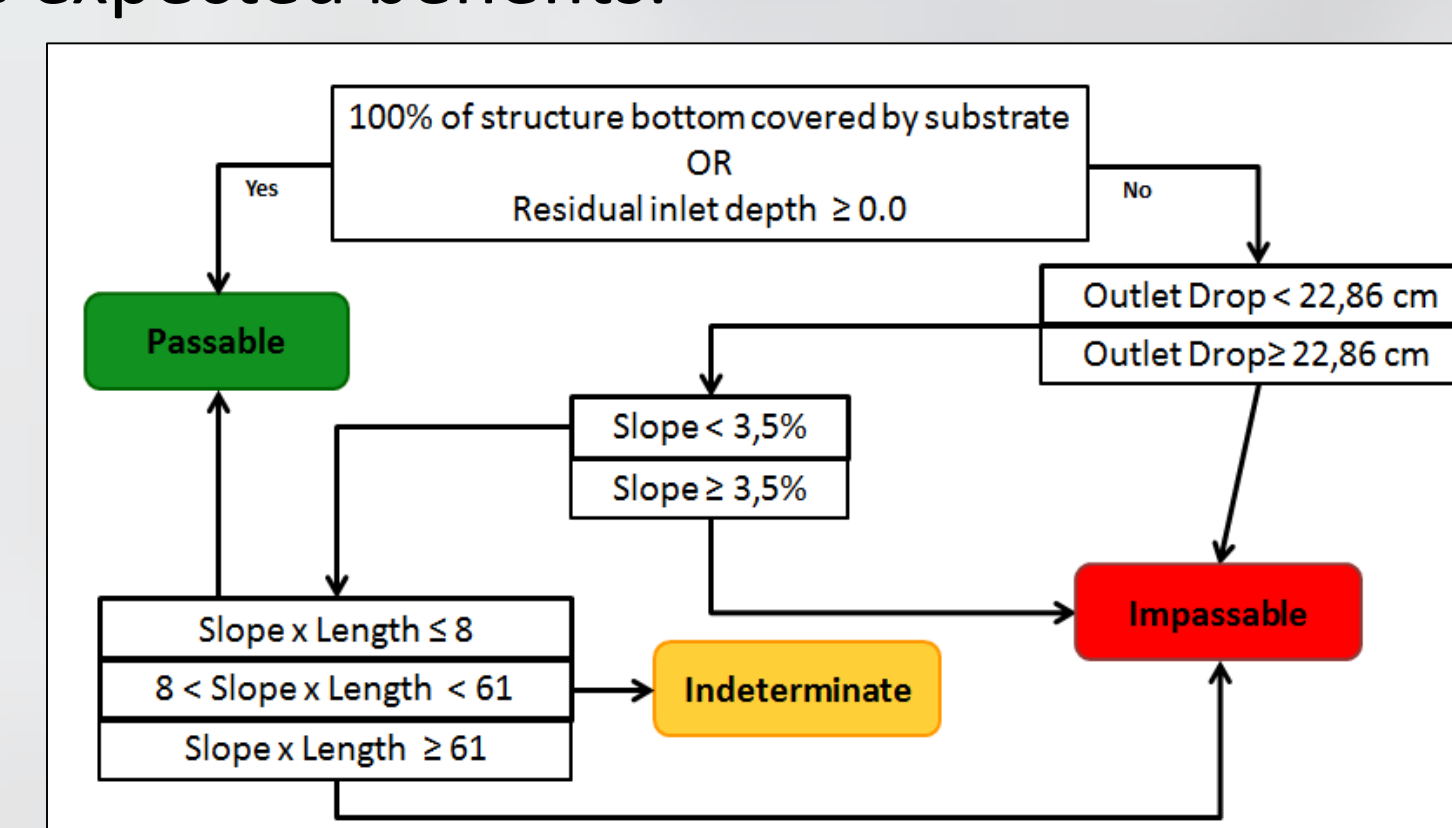 expected benefits.
100% of structure bottom covered by substrate
OR
Residual inlet depth ≥ 0.0
Yes
No
Outlet Drop < 22,86 cm
Outlet Drop≥ 22,86 cm
Passable
Slope < 3,5%
Slope ≥ 3,5%
Impassable
Slope x Length ≤ 8
8 < Slope x Length < 61
Slope x Length ≥ 61
Indeterminate